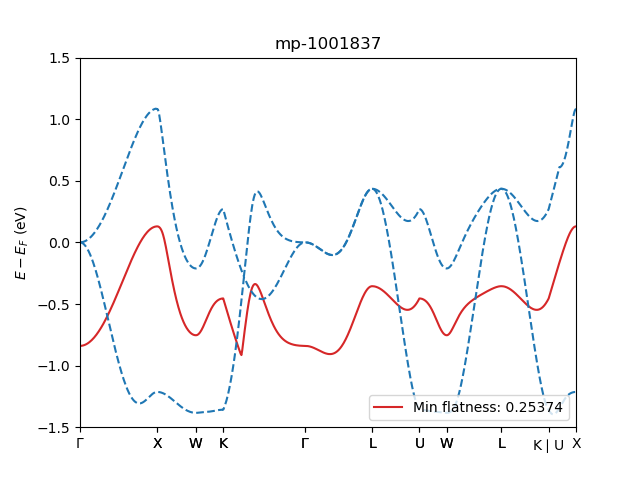 mp-1001837
E − E_F (eV)
1.5
1.0
0.5
0.0
−0.5
−1.0
−1.5
Min flatness: 0.25374
Γ X W K Γ L U W L K | U X